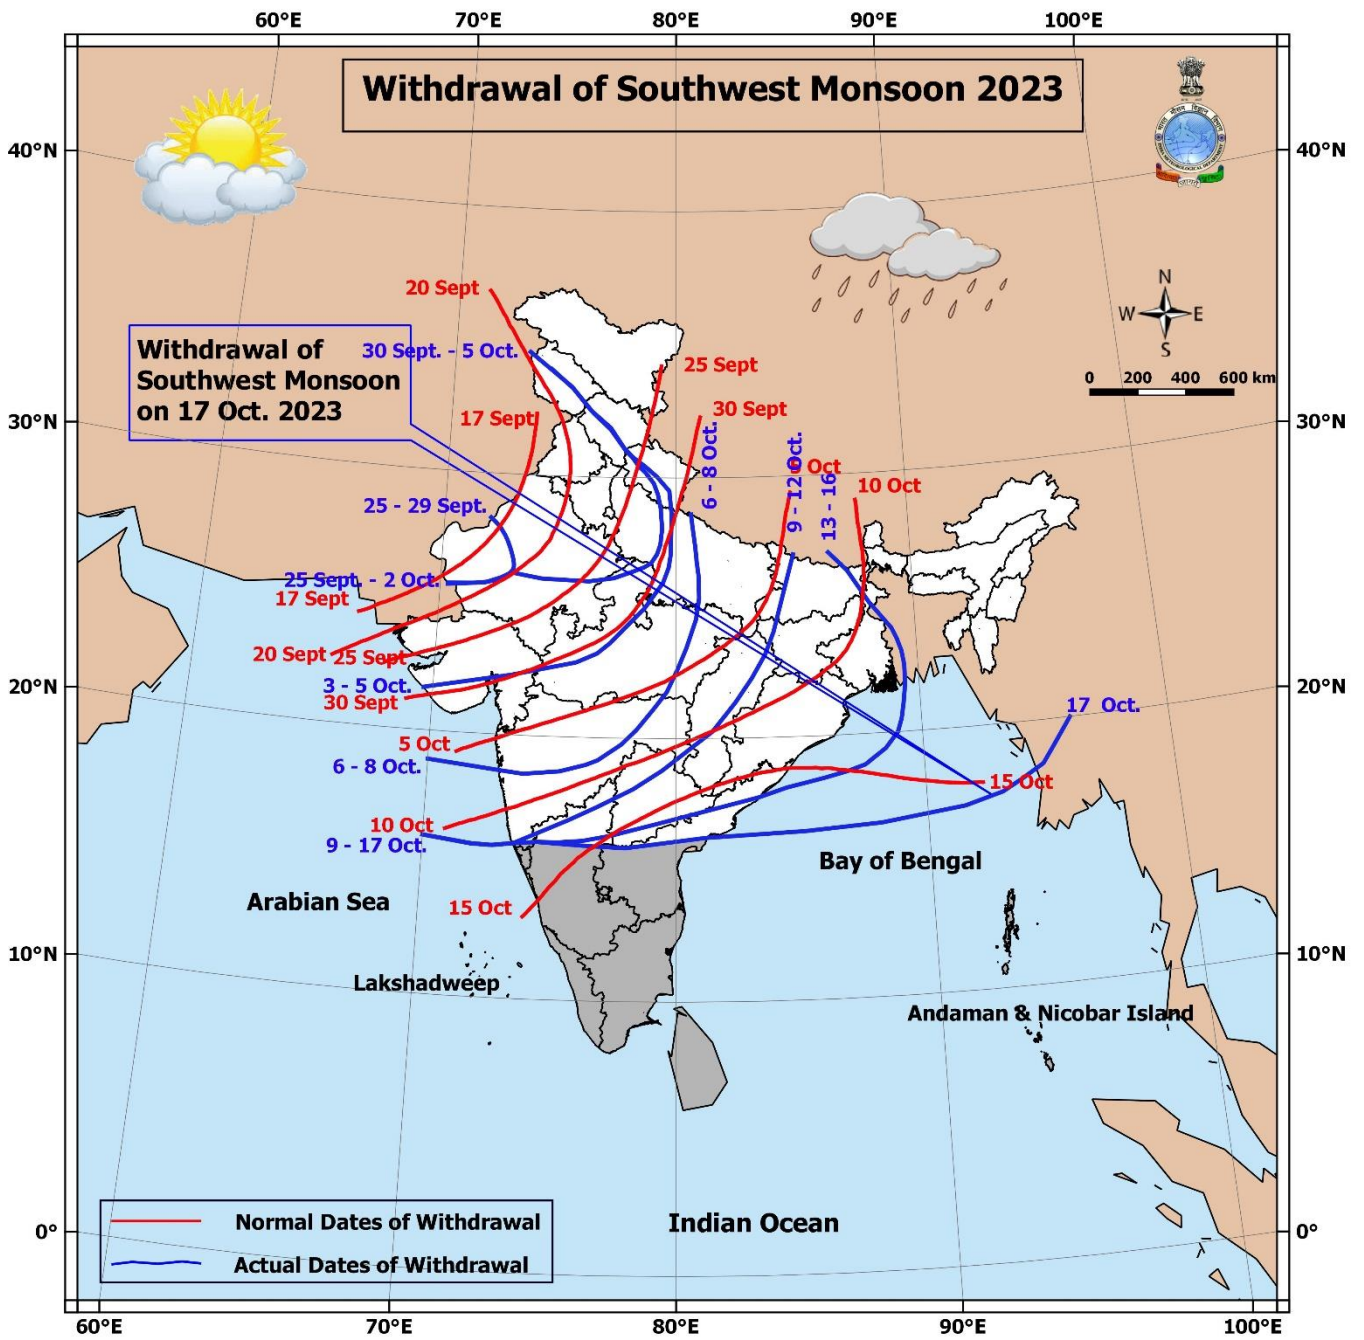 60°E
70°E
80°E
90°E
100°E
Withdrawal of Southwest Monsoon 2023
40°N
40°N
N
W
E
S
20 Sept
30 Sept. - 5 Oct.
25 Sept
Withdrawal of
Southwest Monsoon
on 17 Oct. 2023
0
200
400
600 km
17 Sept
30 Sept
30°N
30°N
6 - 8 Oct.
9 - 12 Oct.
Oct
13 - 16
10 Oct
25 - 29 Sept.
25 Sept. - 2 Oct.
17 Sept
20 Sept
25 Sept
20°N
20°N
3 - 5 Oct.
30 Sept
17 Oct.
5 Oct
6 - 8 Oct.
15 Oct
10 Oct
9 - 17 Oct.
Bay of Bengal
Arabian Sea
15 Oct
10°N
10°N
Lakshadweep
Andaman & Nicobar Island
Normal Dates of Withdrawal
Indian Ocean
0°
0°
Actual Dates of Withdrawal
60°E
70°E
80°E
90°E
100°E